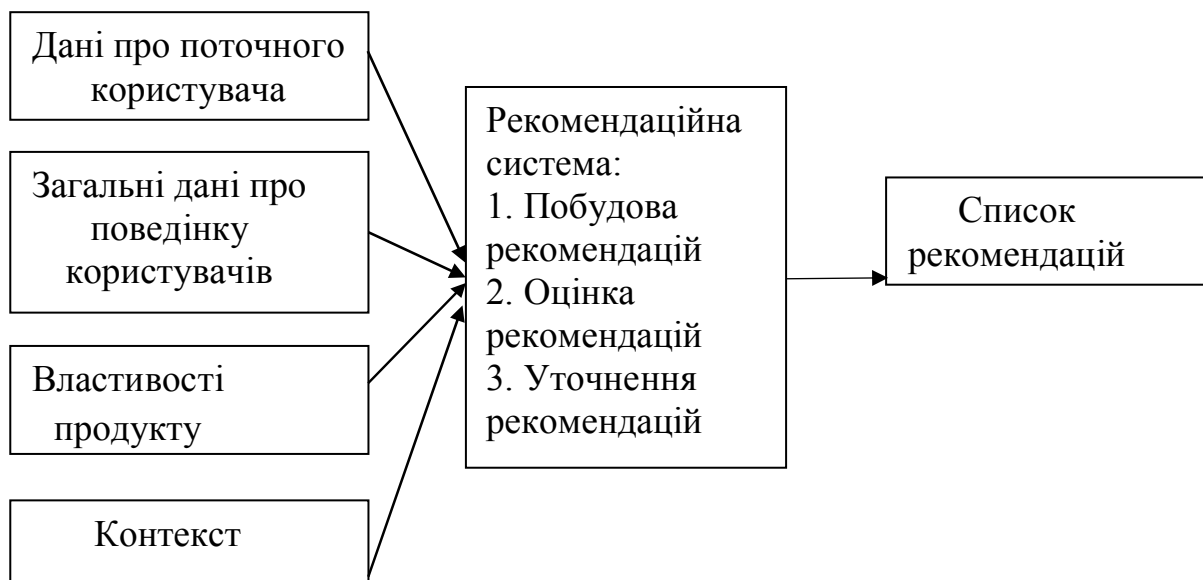 Дані про поточного
користувача
Загальні дані про
поведінку
користувачів
Властивості
продукту
Контекст
Рекомендаційна
система:
1. Побудова
рекомендацій
2. Оцінка
рекомендацій
3. Уточнення
рекомендацій
Список
рекомендацій